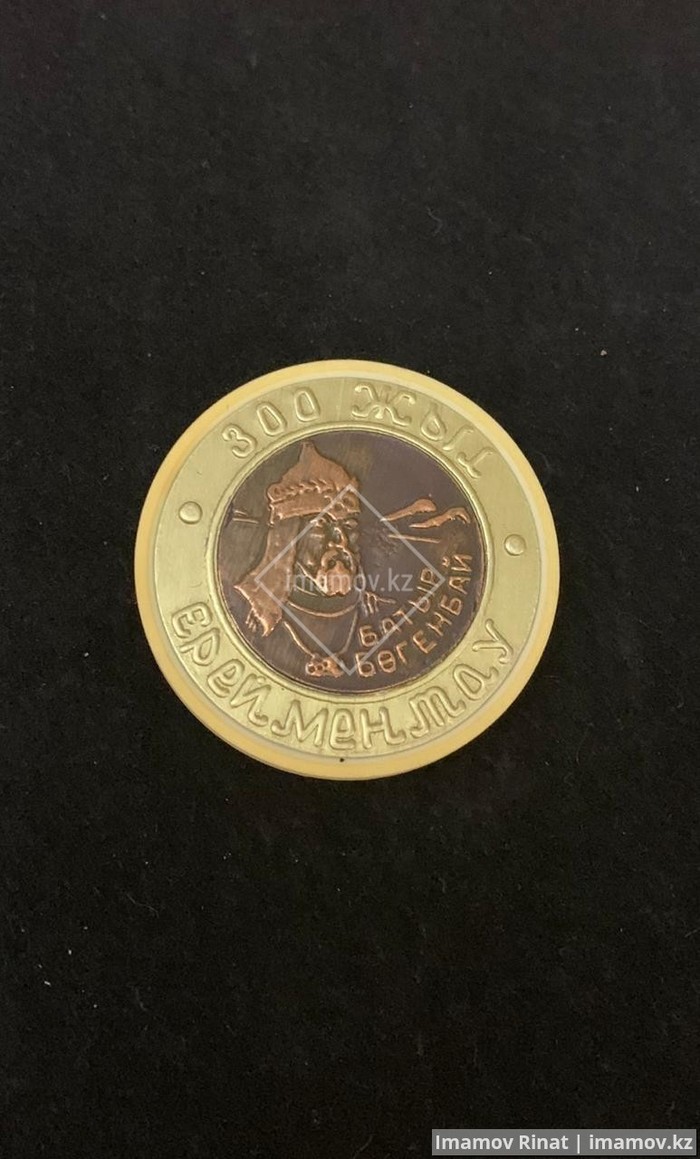 300 жыл
imamov.kz
БАТЫР
БӨГЕНБАЙ
Ерейментау
Imamov Rinat | imamov.kz